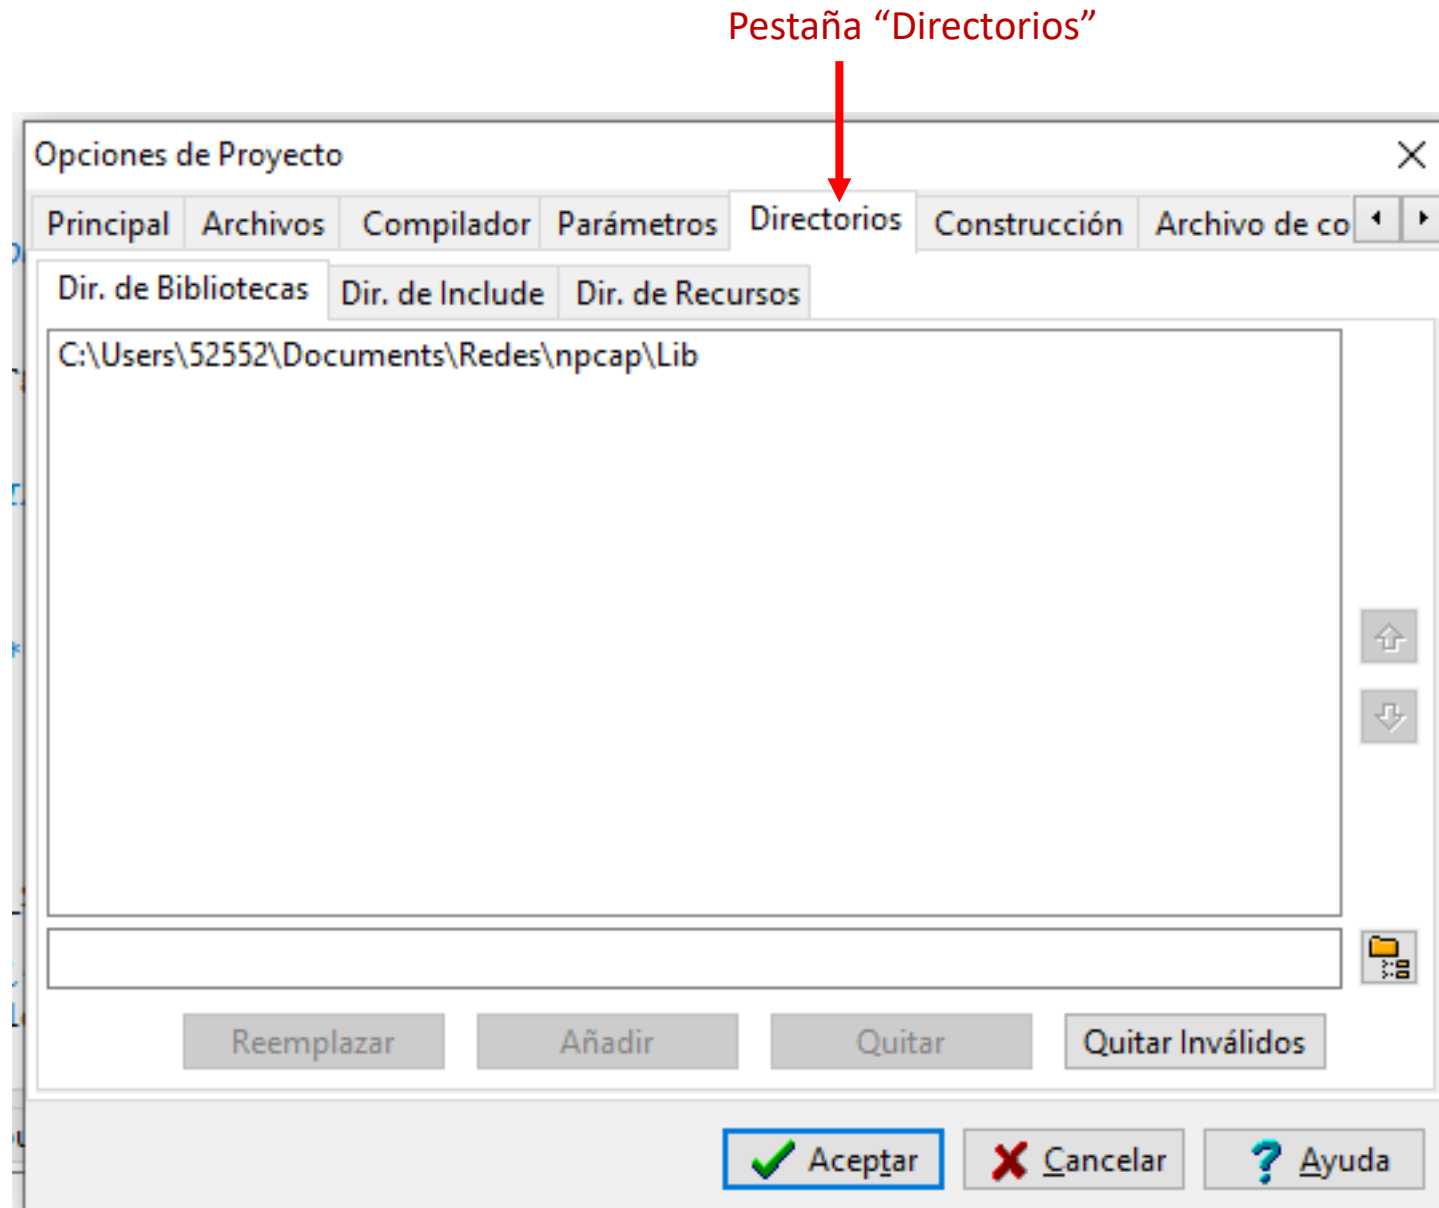 Pestaña “Directorios”
Opciones de Proyecto
Principal Archivos Compilador Parámetros Directorios Construcción Archivo de co
Dir. de Bibliotecas Dir. de Include Dir. de Recursos
C:\Users\52552\Documents\Redes\npcap\Lib
Reemplazar Añadir Quitar Quitar Inválidos
Aceptar Cancelar Ayuda